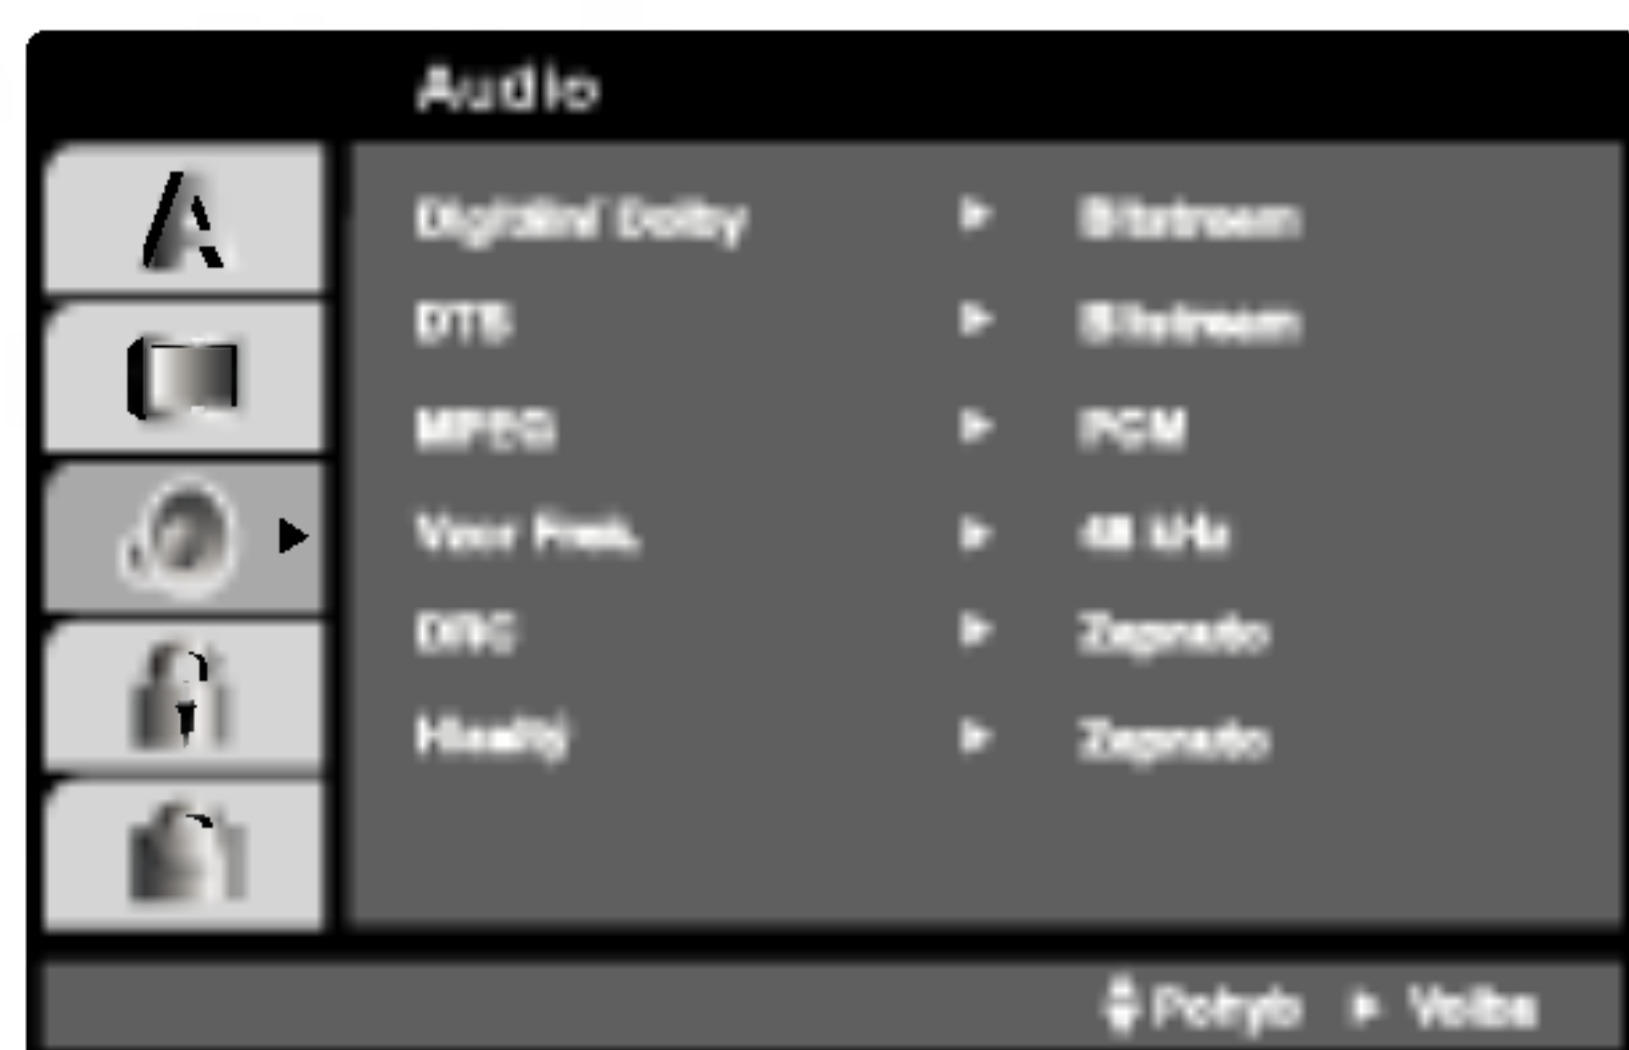 Audio
Digitální Dolby ► Bitstream
DTS ► Bitstream
MPEG ► PCM
Vzor Frek. ► 48 kHz
DRC ► Zapnuto
Hlasitý ► Zapnuto
Pohyb ► Volba